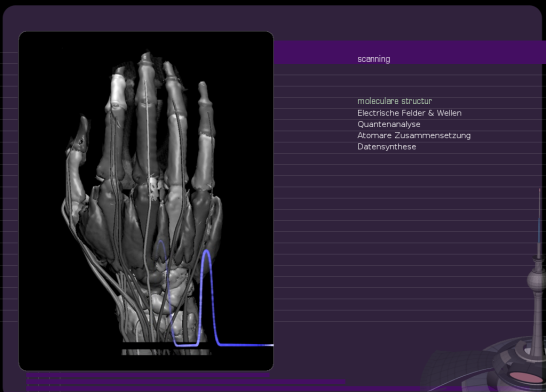 scanning
moleculare structur
Electrische Felder & Wellen
Quantenanalyse
Atomare Zusammensetzung
Datensynthese